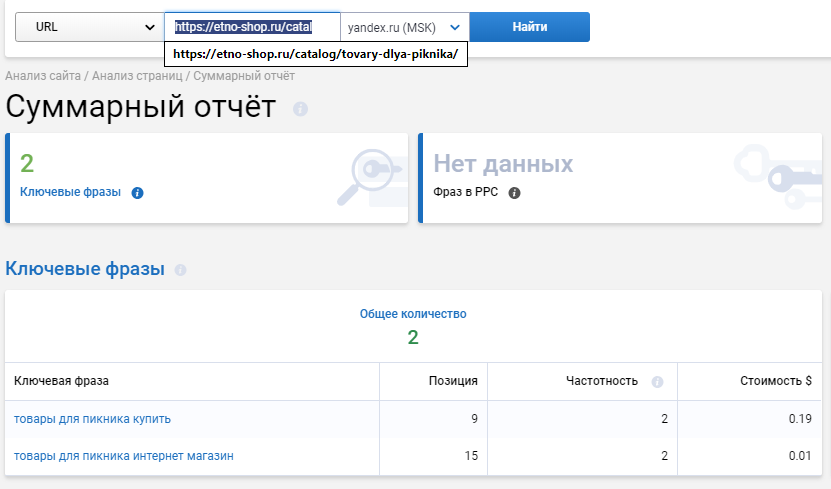 URL https://etno-shop.ru/catal yandex.ru (MSK) Найти
https://etno-shop.ru/catalog/tovary-dlya-piknika/
Анализ сайта / Анализ страниц / Суммарный отчёт
Суммарный отчёт
2
Ключевые фразы
Нет данных
Фраз в PPC
Ключевые фразы
Общее количество
2
Ключевая фраза Позиция Частотность Стоимость $
товары для пикника купить 9 2 0.19
товары для пикника интернет магазин 15 2 0.01